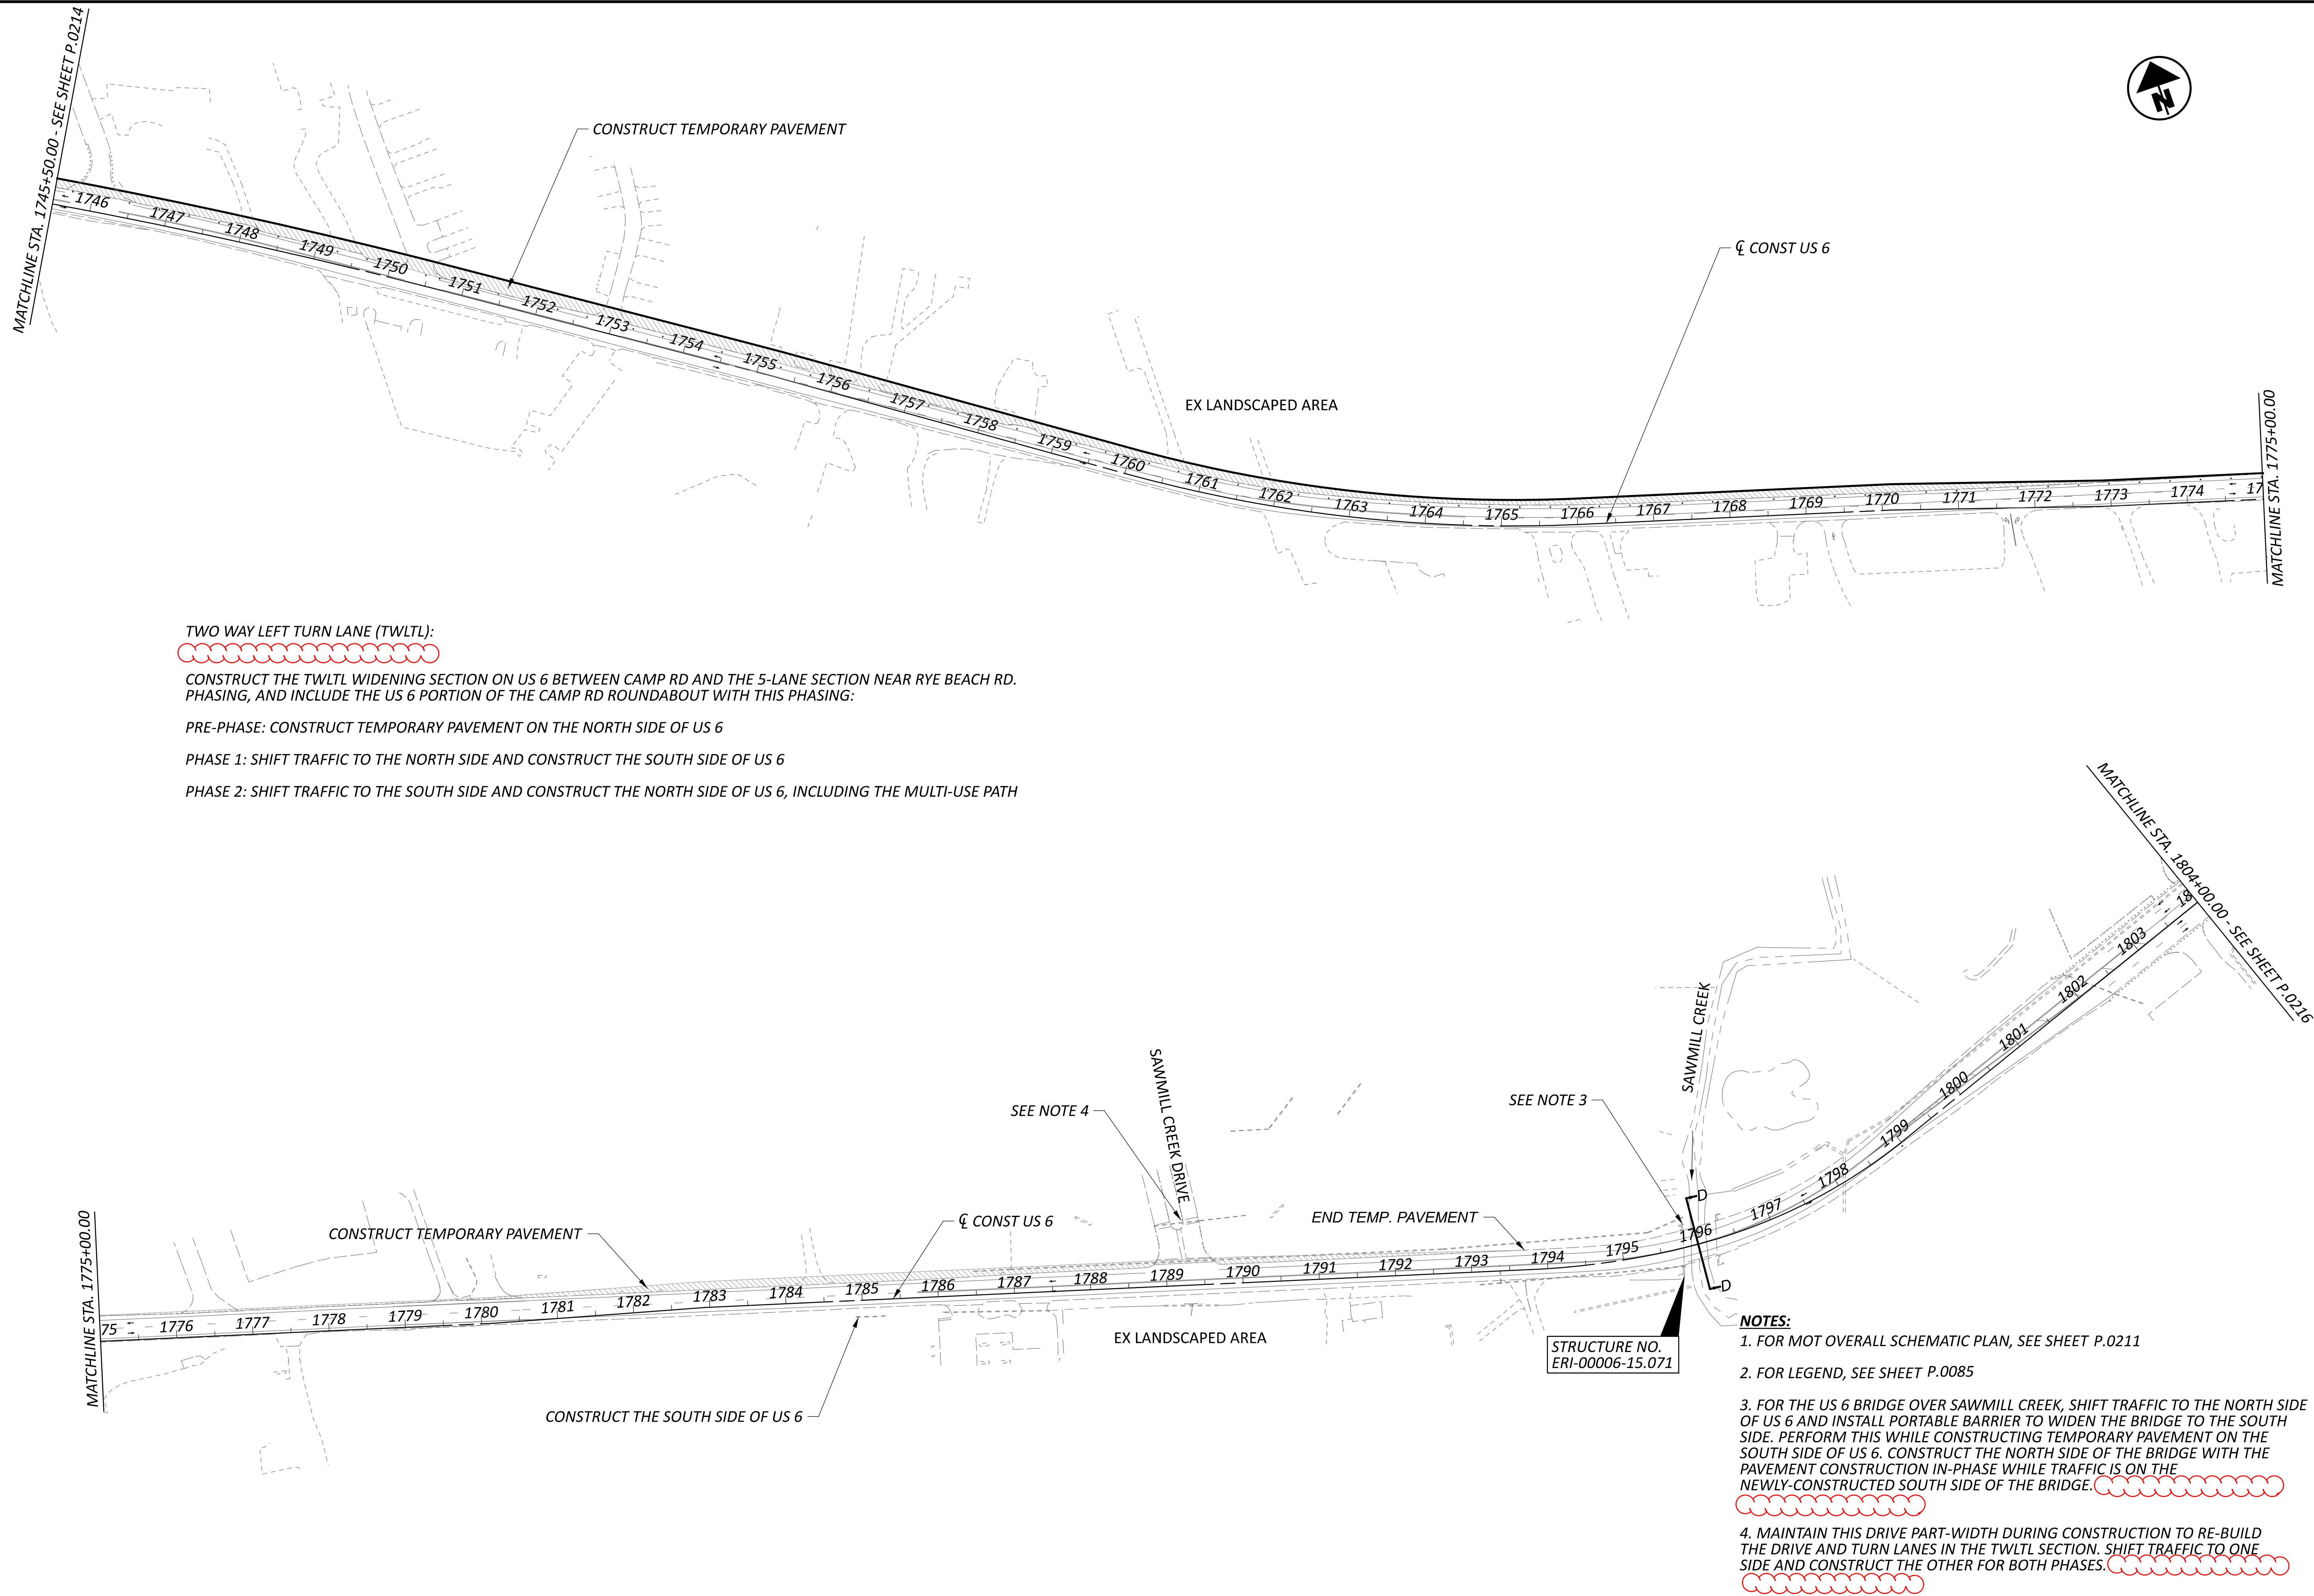 MATCHLINE STA. 1745+50.00 - SEE SHEET P.0214
N
CONSTRUCT TEMPORARY PAVEMENT
℄ CONST US 6
EX LANDSCAPED AREA
MATCHLINE STA. 1775+00.00
1746
1747
1748
1749
1750
1751
1752
1753
1754
1755
1756
1757
1758
1759
1760
1761
1762
1763
1764
1765
1766
1767
1768
1769
1770
1771
1772
1773
1774
17
TWO WAY LEFT TURN LANE (TWLTL):
CONSTRUCT THE TWLTL WIDENING SECTION ON US 6 BETWEEN CAMP RD AND THE 5-LANE SECTION NEAR RYE BEACH RD.
PHASING, AND INCLUDE THE US 6 PORTION OF THE CAMP RD ROUNDABOUT WITH THIS PHASING:
PRE-PHASE: CONSTRUCT TEMPORARY PAVEMENT ON THE NORTH SIDE OF US 6
PHASE 1: SHIFT TRAFFIC TO THE NORTH SIDE AND CONSTRUCT THE SOUTH SIDE OF US 6
PHASE 2: SHIFT TRAFFIC TO THE SOUTH SIDE AND CONSTRUCT THE NORTH SIDE OF US 6, INCLUDING THE MULTI-USE PATH
MATCHLINE STA. 1804+00.00 - SEE SHEET P.0216
SAWMILL CREEK
SAWMILL CREEK DRIVE
SEE NOTE 4
SEE NOTE 3
MATCHLINE STA. 1775+00.00
CONSTRUCT TEMPORARY PAVEMENT
℄ CONST US 6
END TEMP. PAVEMENT
D
D
75
1776
1777
1778
1779
1780
1781
1782
1783
1784
1785
1786
1787
1788
1789
1790
1791
1792
1793
1794
1795
1796
1797
1798
1799
1800
1801
1802
1803
18
EX LANDSCAPED AREA
CONSTRUCT THE SOUTH SIDE OF US 6
STRUCTURE NO.
ERI-00006-15.071
NOTES:
1. FOR MOT OVERALL SCHEMATIC PLAN, SEE SHEET P.0211
2. FOR LEGEND, SEE SHEET P.0085
3. FOR THE US 6 BRIDGE OVER SAWMILL CREEK, SHIFT TRAFFIC TO THE NORTH SIDE
OF US 6 AND INSTALL PORTABLE BARRIER TO WIDEN THE BRIDGE TO THE SOUTH
SIDE. PERFORM THIS WHILE CONSTRUCTING TEMPORARY PAVEMENT ON THE
SOUTH SIDE OF US 6. CONSTRUCT THE NORTH SIDE OF THE BRIDGE WITH THE
PAVEMENT CONSTRUCTION IN-PHASE WHILE TRAFFIC IS ON THE
NEWLY-CONSTRUCTED SOUTH SIDE OF THE BRIDGE.
4. MAINTAIN THIS DRIVE PART-WIDTH DURING CONSTRUCTION TO RE-BUILD
THE DRIVE AND TURN LANES IN THE TWLTL SECTION. SHIFT TRAFFIC TO ONE
SIDE AND CONSTRUCT THE OTHER FOR BOTH PHASES.